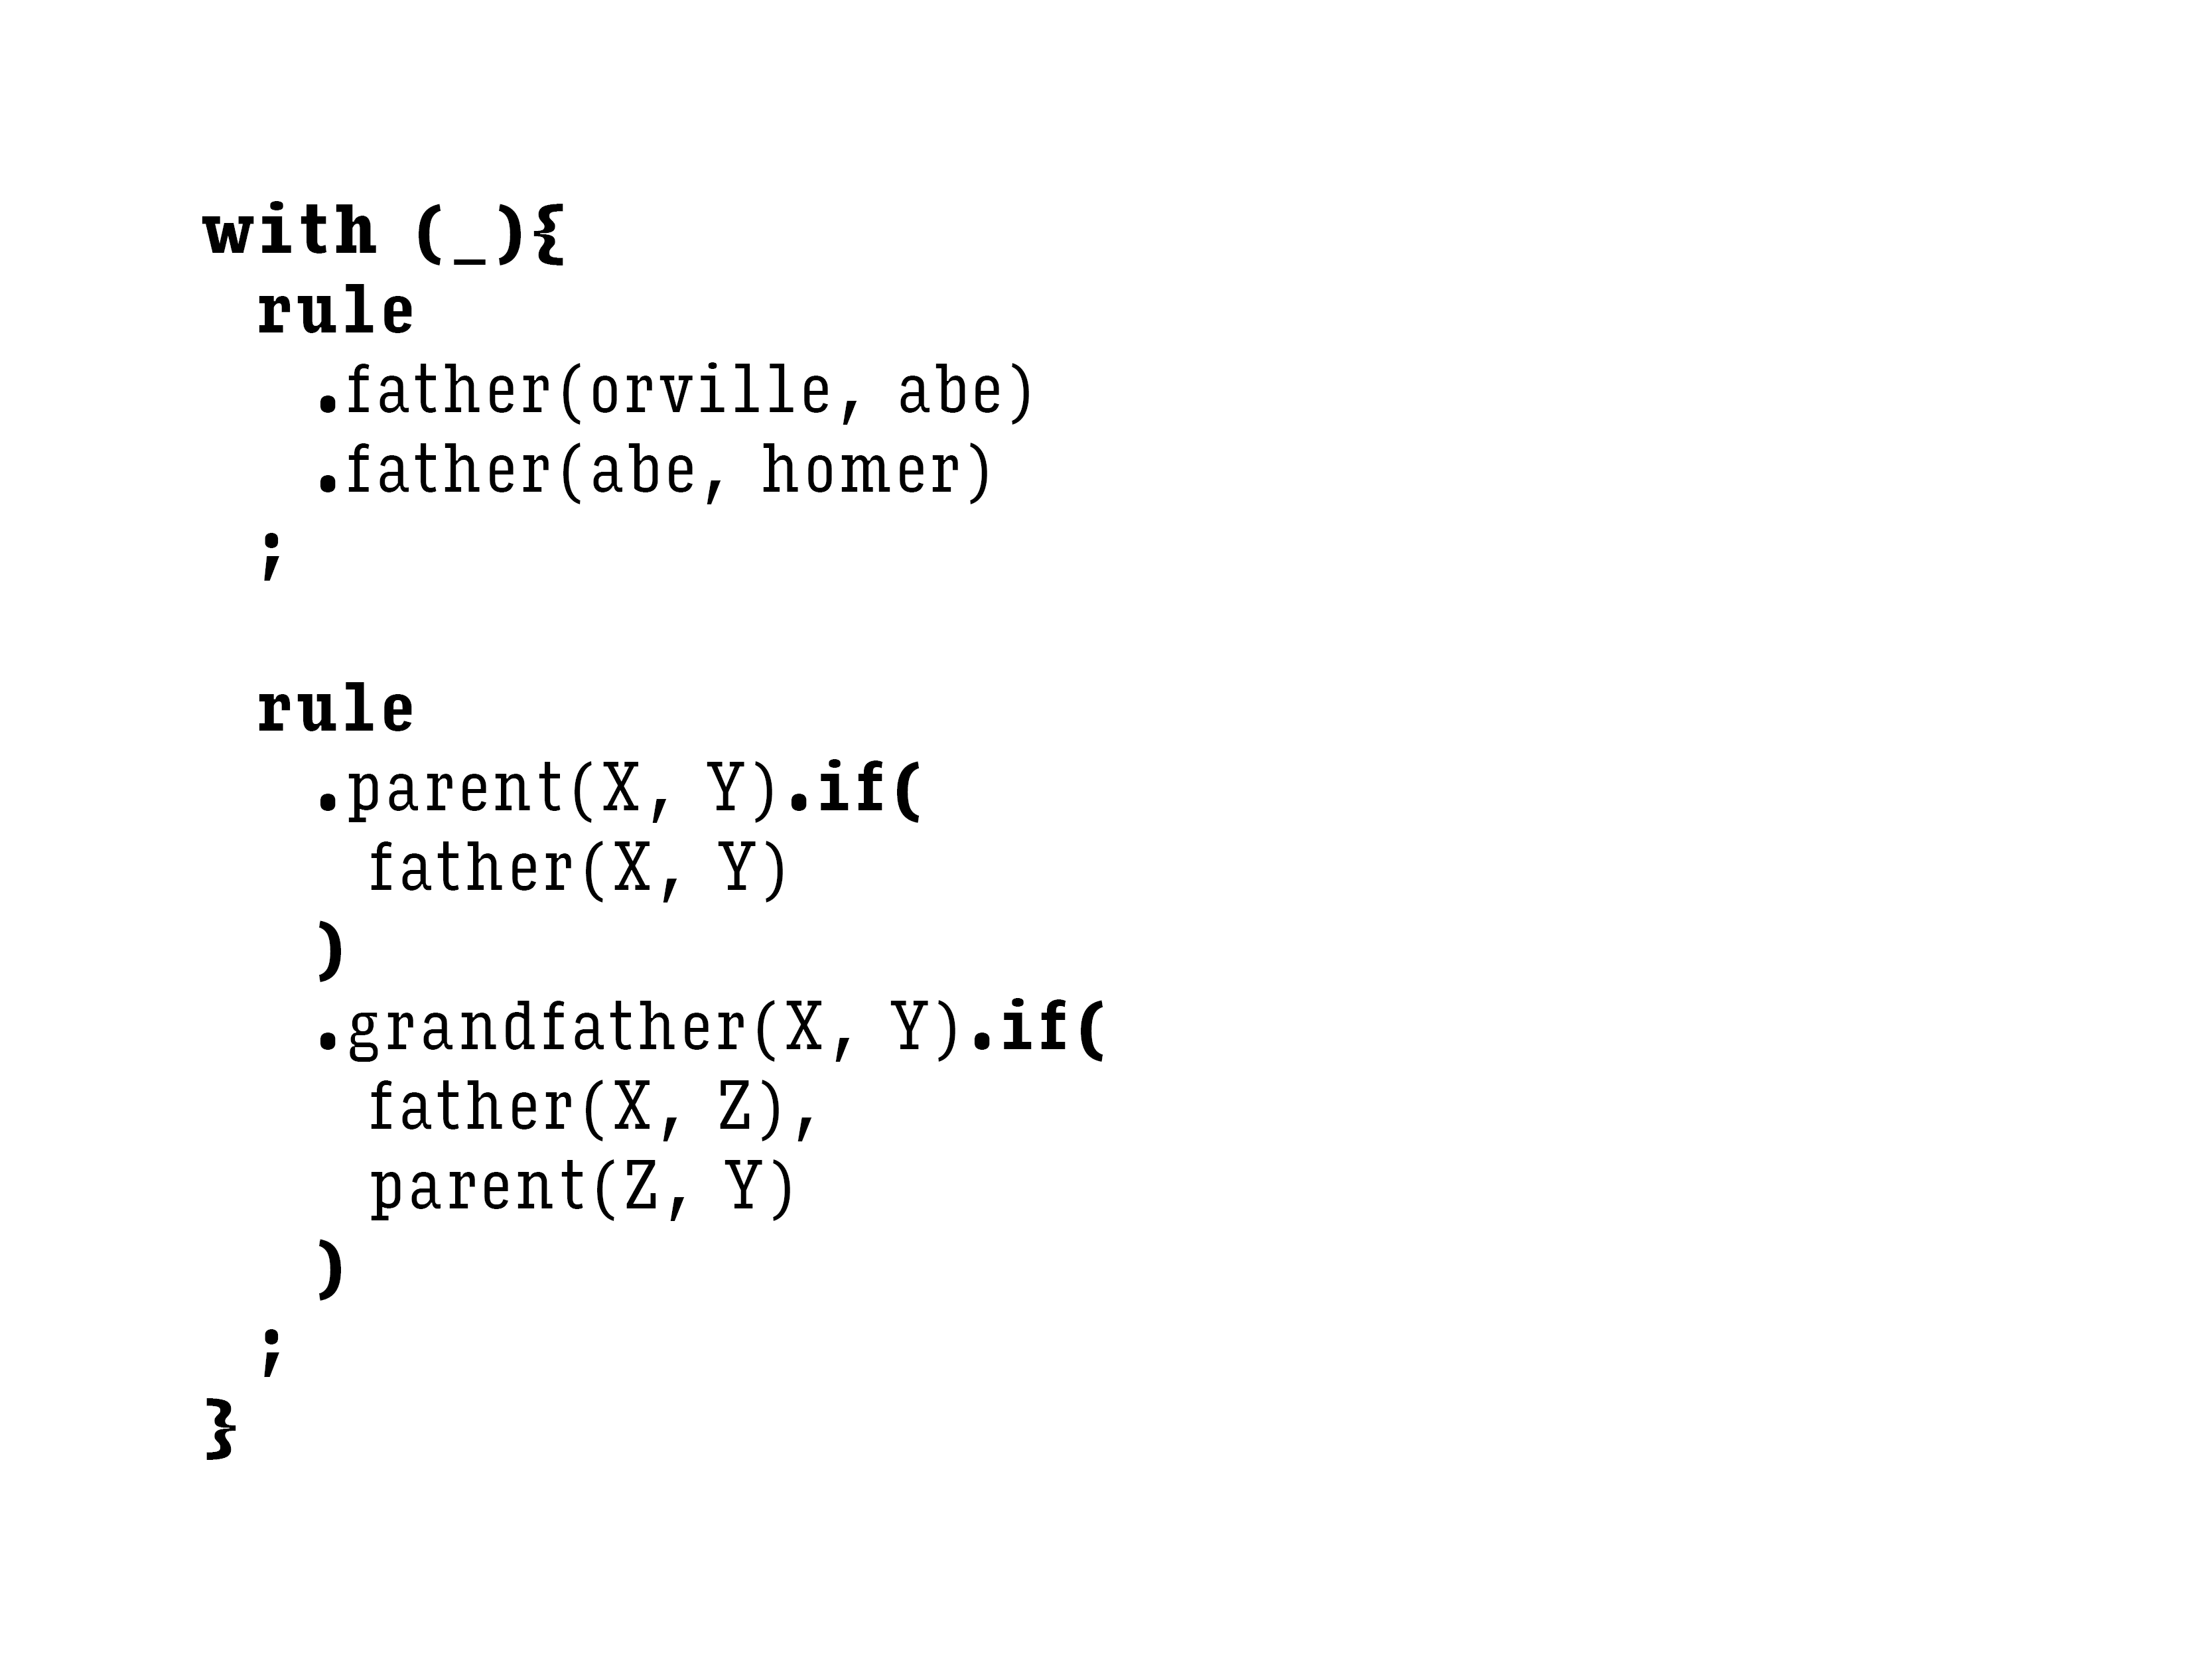 with (_){
rule
.father(orville, abe)
.father(abe, homer)
;
rule
.parent(X, Y).if(
father(X, Y)
)
.grandfather(X, Y).if(
father(X, Z),
parent(Z, Y)
)
;
}